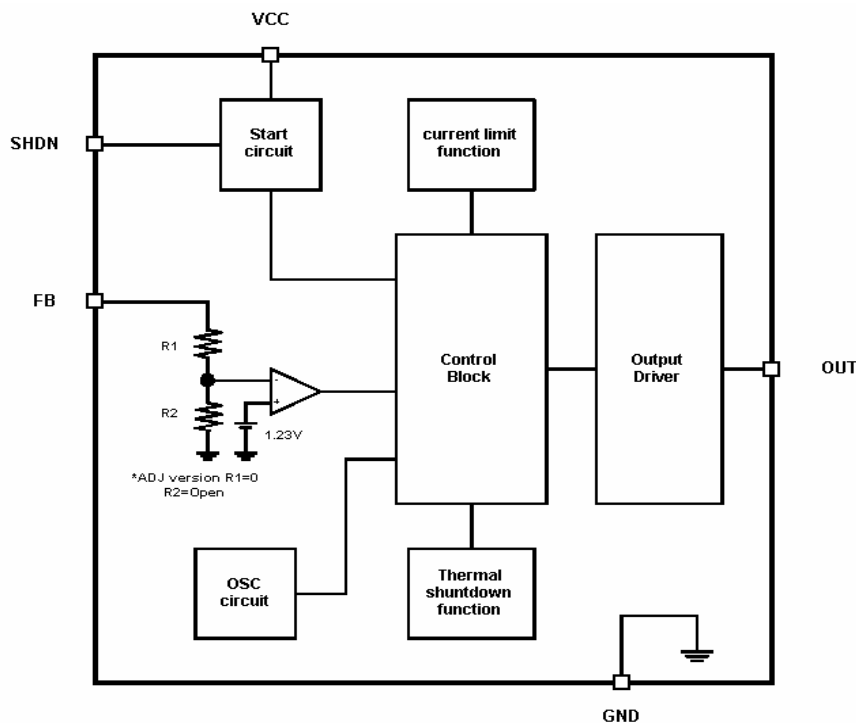 VCC
SHDN
Start
circuit
current limit
function
FB
R1
R2
-
+
1.23V
*ADJ version R1=0
R2=Open
Control
Block
Output
Driver
OUT
OSC
circuit
Thermal
shuntdown
function
GND